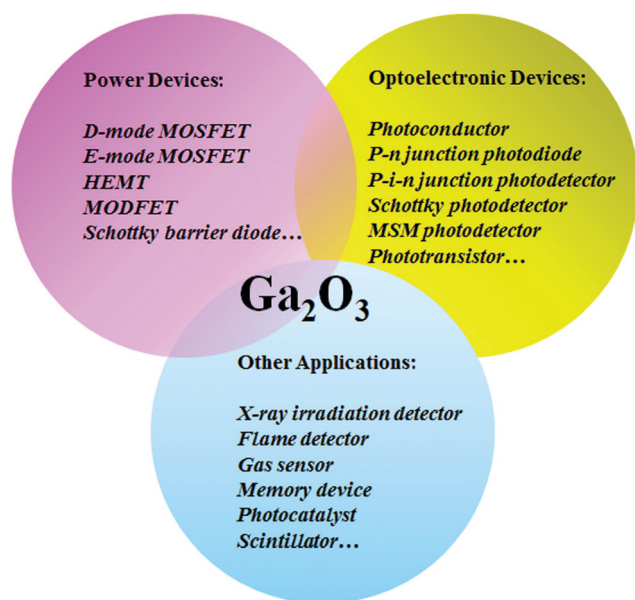 Power Devices:
D-mode MOSFET
E-mode MOSFET
HEMT
MODFET
Schottky barrier diode…
Optoelectronic Devices:
Photoconductor
P-n junction photodiode
P-i-n junction photodetector
Schottky photodetector
MSM photodetector
Phototransistor…
Ga₂O₃
Other Applications:
X-ray irradiation detector
Flame detector
Gas sensor
Memory device
Photocatalyst
Scintillator…